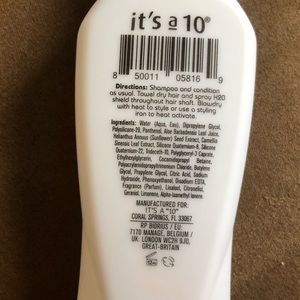 it's a 10®
8 50011 05816 9
Directions: Shampoo and condition
as usual. Towel dry hair and spray H2O
shield throughout hair shaft. Blowdry
with heat to style or use a styling
iron to heat activate.
Ingredients: Water (Aqua, Eau), Dipropylene Glycol,
Polysilicone-29, Panthenol, Aloe Barbadensis Leaf Juice,
Helianthus Annuus (Sunflower) Seed Extract, Camellia
Sinensis Leaf Extract, Silicone Quaternium-8, Silicone
Quaternium-22, Trideceth-10, Polyglyceryl-3 Caprate,
Ethylhexylglycerin, Cocamidopropyl Betaine,
Polyacrylamidopropyltrimonium Chloride, Butylene
Glycol, Propylene Glycol, Citric Acid, Sodium
Hydroxide, Phenoxyethanol, Disodium EDTA,
Fragrance (Parfum), Linalool, Citronellol,
Geraniol, Limonene, Alpha-Isomethyl Ionone.
MANUFACTURED FOR:
IT'S A "10"
CORAL SPRINGS, FL 33067
RP BIORIUS / EU:
7170 MANAGE, BELGIUM /
UK: LONDON WC2H 9JQ,
GREAT-BRITAIN